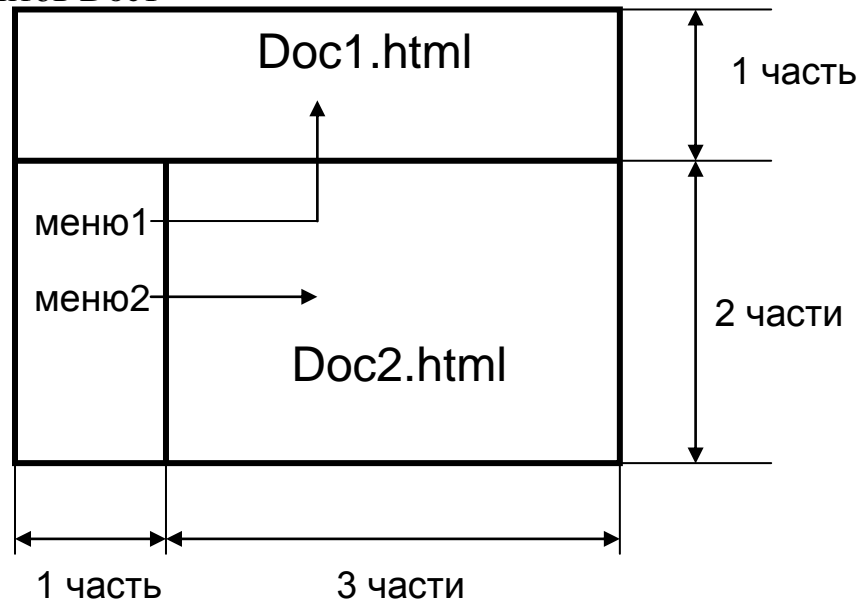 Doc1.html
1 часть
меню1
меню2
2 части
Doc2.html
1 часть
3 части